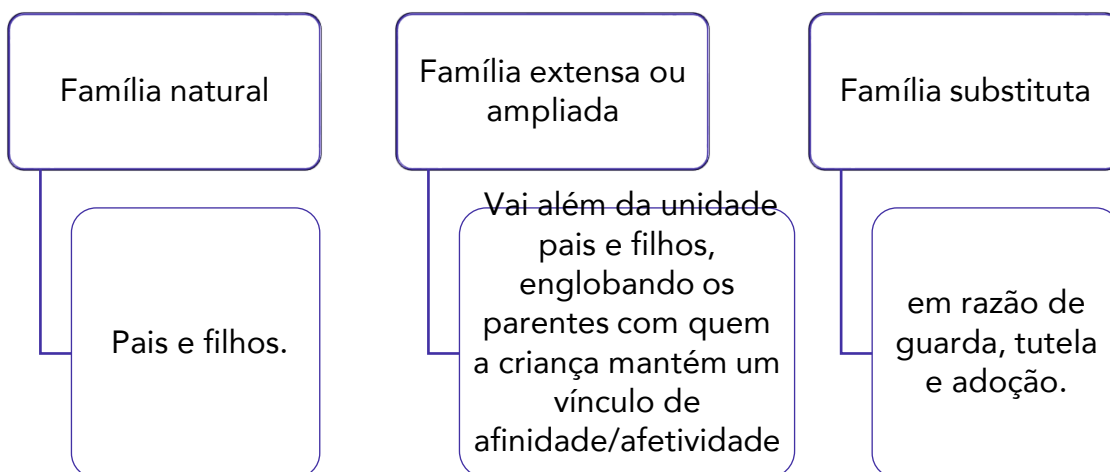 Família natural
Pais e filhos.
Família extensa ou
ampliada
Vai além da unidade
pais e filhos,
englobando os
parentes com quem
a criança mantém um
vínculo de
afinidade/afetividade
Família substituta
em razão de
guarda, tutela
e adoção.